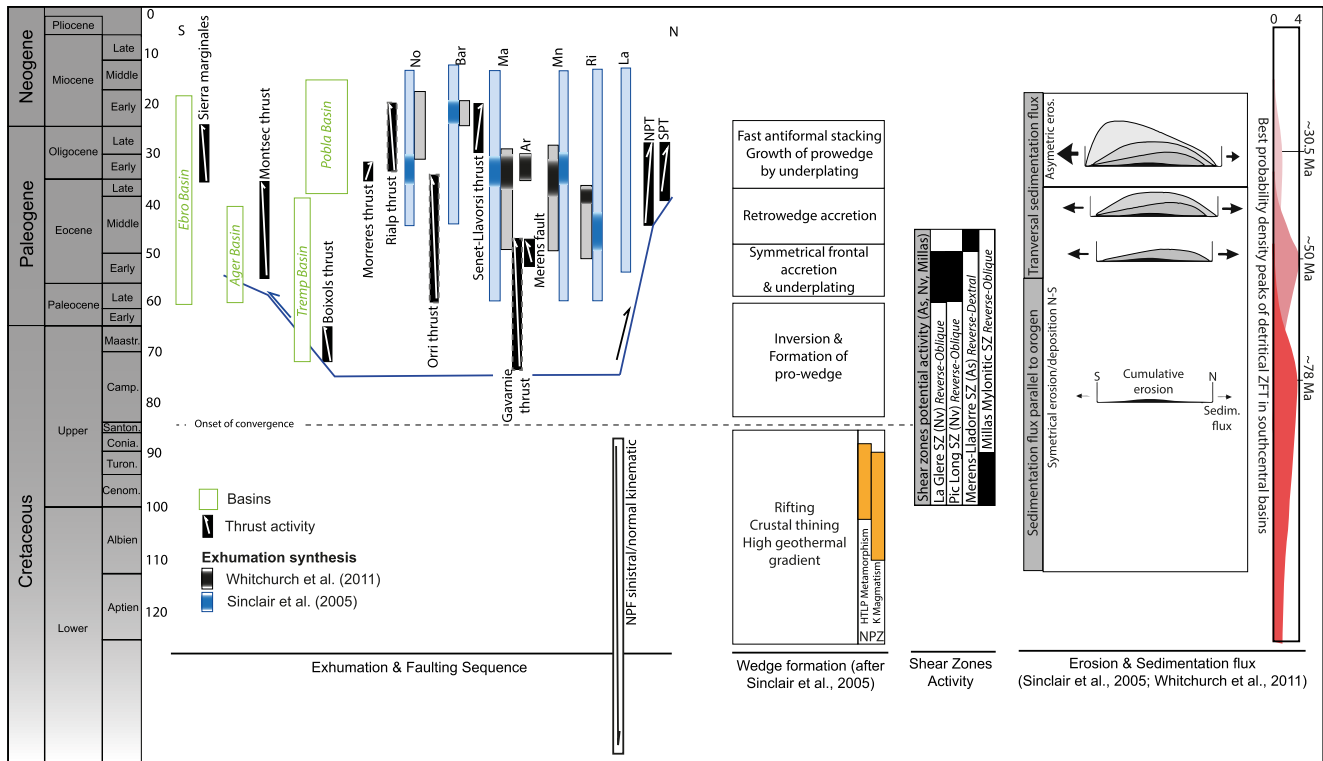 Neogene
Paleogene
Cretaceous
Pliocene
Miocene
Oligocene
Eocene
Paleocene
Upper
Lower
Late
Middle
Early
Late
Early
Late
Middle
Early
Late
Early
Maastr.
Camp.
Santon.
Conia.
Turon.
Cenom.
Albien
Aptien
0
10
20
30
40
50
60
70
80
90
100
110
120
S
N
Ebro Basin
Sierra marginales
Ager Basin
Montsec thrust
Tremp Basin
Pobla Basin
Boixols thrust
Morreres thrust
Rialp thrust
No
Orri thrust
Bar
Senet-Llavorsi thrust
Ma
Gavarnie
thrust
Ar
Merens fault
Mn
Ri
La
NPT
SPT
Onset of convergence
NPF sinistral/normal kinematic
Basins
Thrust activity
Exhumation synthesis
Whitchurch et al. (2011)
Sinclair et al. (2005)
Exhumation & Faulting Sequence
Fast antiformal stacking
Growth of prowedge
by underplating
Retrowedge accretion
Symmetrical frontal
accretion
& underplating
Inversion &
Formation of
pro-wedge
Rifting
Crustal thining
High geothermal
gradient
HTLP Metamorphism
K Magmatism
NPZ
Wedge formation (after
Sinclair et al., 2005)
Shear zones potential activity (As, Nv, Millas)
La Glere SZ (Nv) Reverse-Oblique
Pic Long SZ (Nv) Reverse-Oblique
Merens-Lladorre SZ (As) Reverse-Dextral
Millas Mylonitic SZ Reverse-Oblique
Shear Zones
Activity
Tranversal sedimentation flux
Sedimentation flux parallel to orogen
Asymetric eros.
Symetrical erosion/deposition N-S
S
Cumulative
erosion
N
Sedim.
flux
Erosion & Sedimentation flux
(Sinclair et al., 2005; Whitchurch et al., 2011)
Best probability density peaks of detritical ZFT in southcentral basins
0
4
~30.5 Ma
~50 Ma
~78 Ma